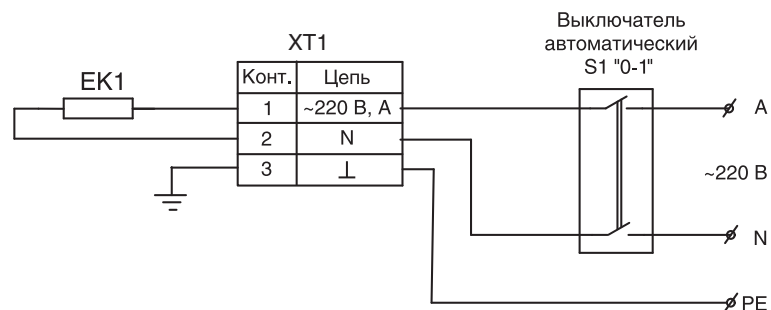 Выключатель
автоматический
S1 "0-1"
XT1
EK1
Конт. Цепь
1 ~220 В, А
2 N
3 ⊥
A
~220 В
N
PE